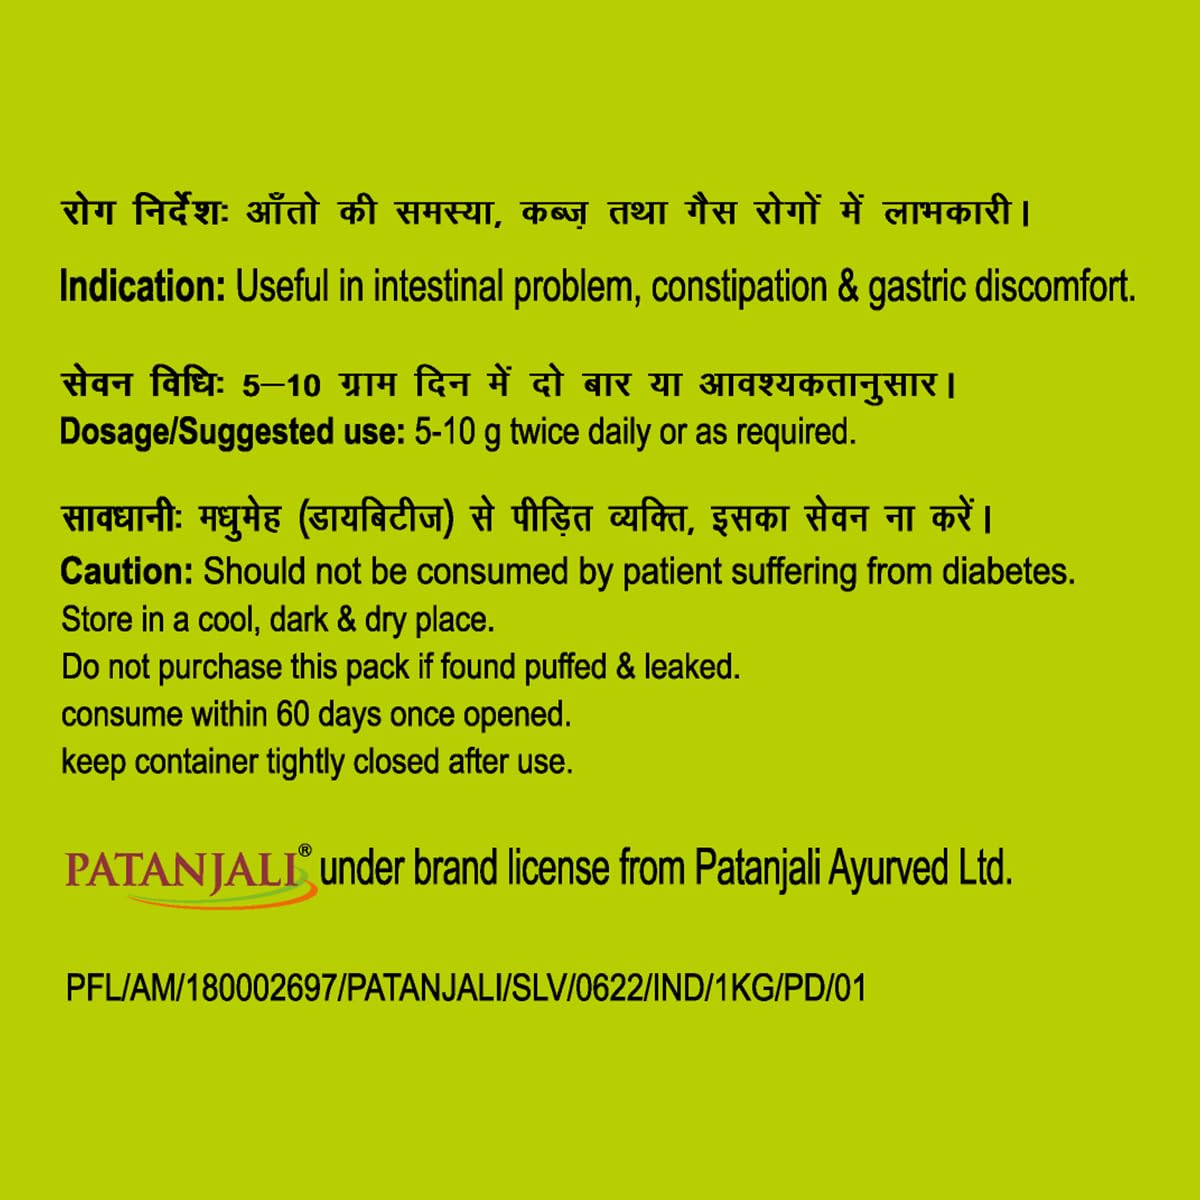 रोग निर्देशः आँतो की समस्या, कब्ज़ तथा गैस रोगों में लाभकारी।
Indication: Useful in intestinal problem, constipation & gastric discomfort.
सेवन विधिः 5–10 ग्राम दिन में दो बार या आवश्यकतानुसार।
Dosage/Suggested use: 5-10 g twice daily or as required.
सावधानीः मधुमेह (डायबिटीज) से पीड़ित व्यक्ति, इसका सेवन ना करें।
Caution: Should not be consumed by patient suffering from diabetes.
Store in a cool, dark & dry place.
Do not purchase this pack if found puffed & leaked.
consume within 60 days once opened.
keep container tightly closed after use.
PATANJALI® under brand license from Patanjali Ayurved Ltd.
PFL/AM/180002697/PATANJALI/SLV/0622/IND/1KG/PD/01